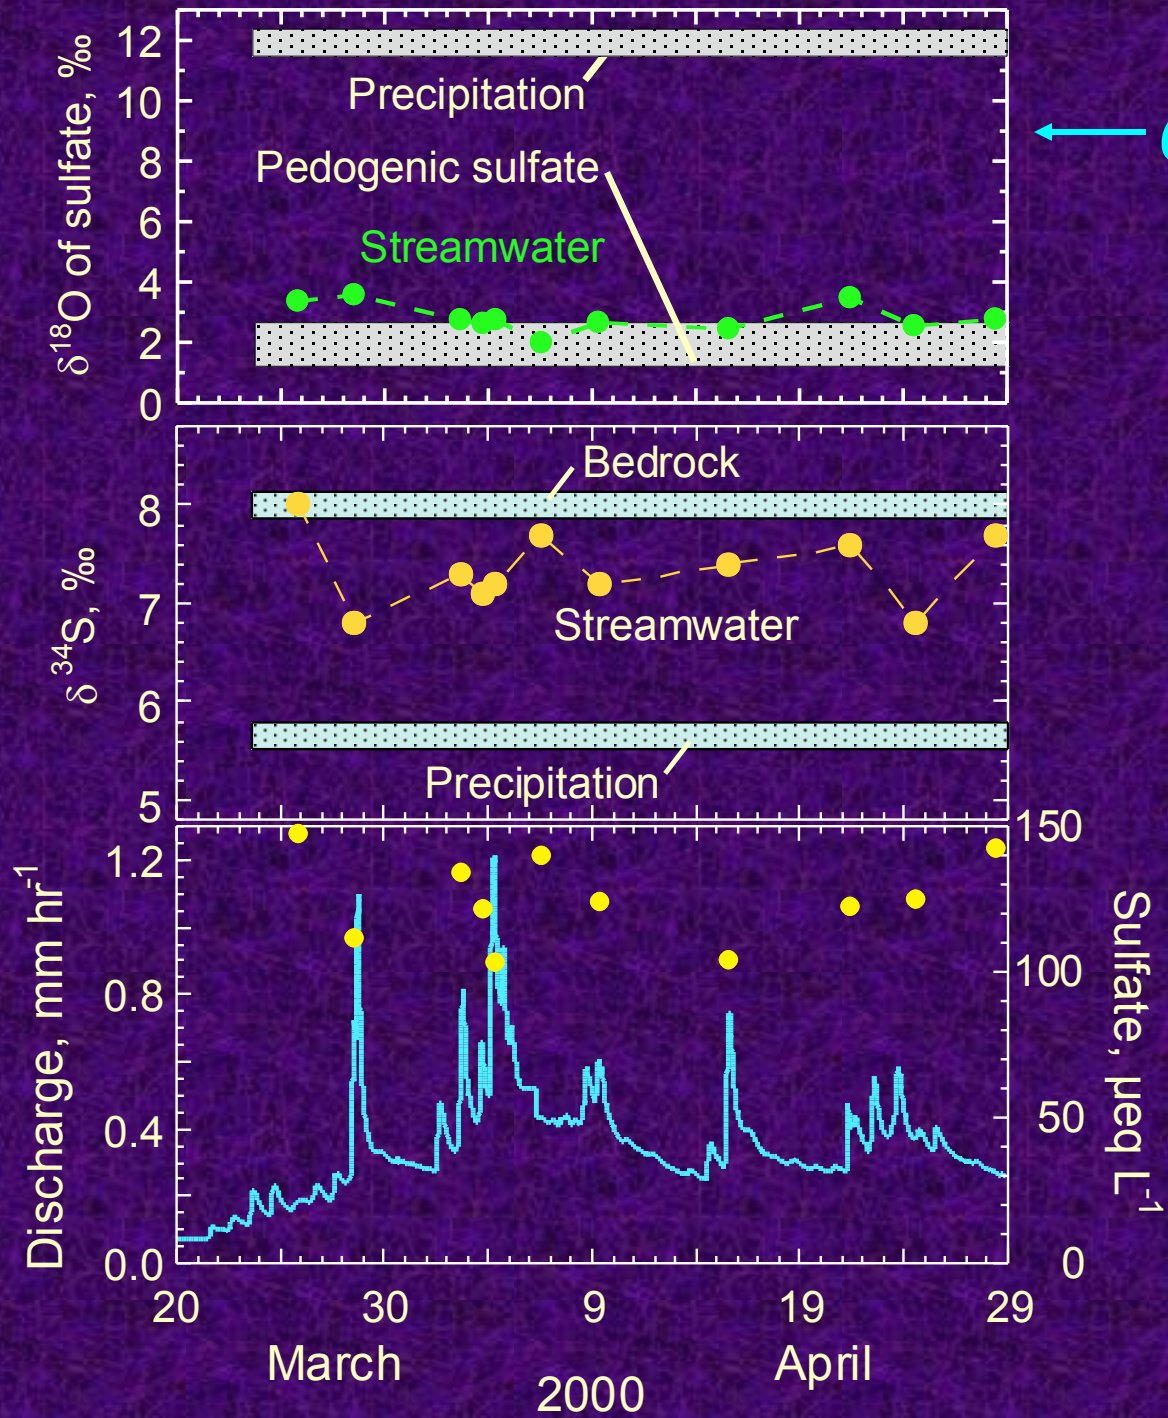 δ18O of sulfate, ‰
12
10
8
6
4
2
0
Precipitation
Pedogenic sulfate
Streamwater
δ 34S, ‰
8
7
6
5
Bedrock
Streamwater
Precipitation
Discharge, mm hr-1
1.2
0.8
0.4
0.0
150
100
50
0
Sulfate, µeq L-1
20 30 9 19 29
March April
2000